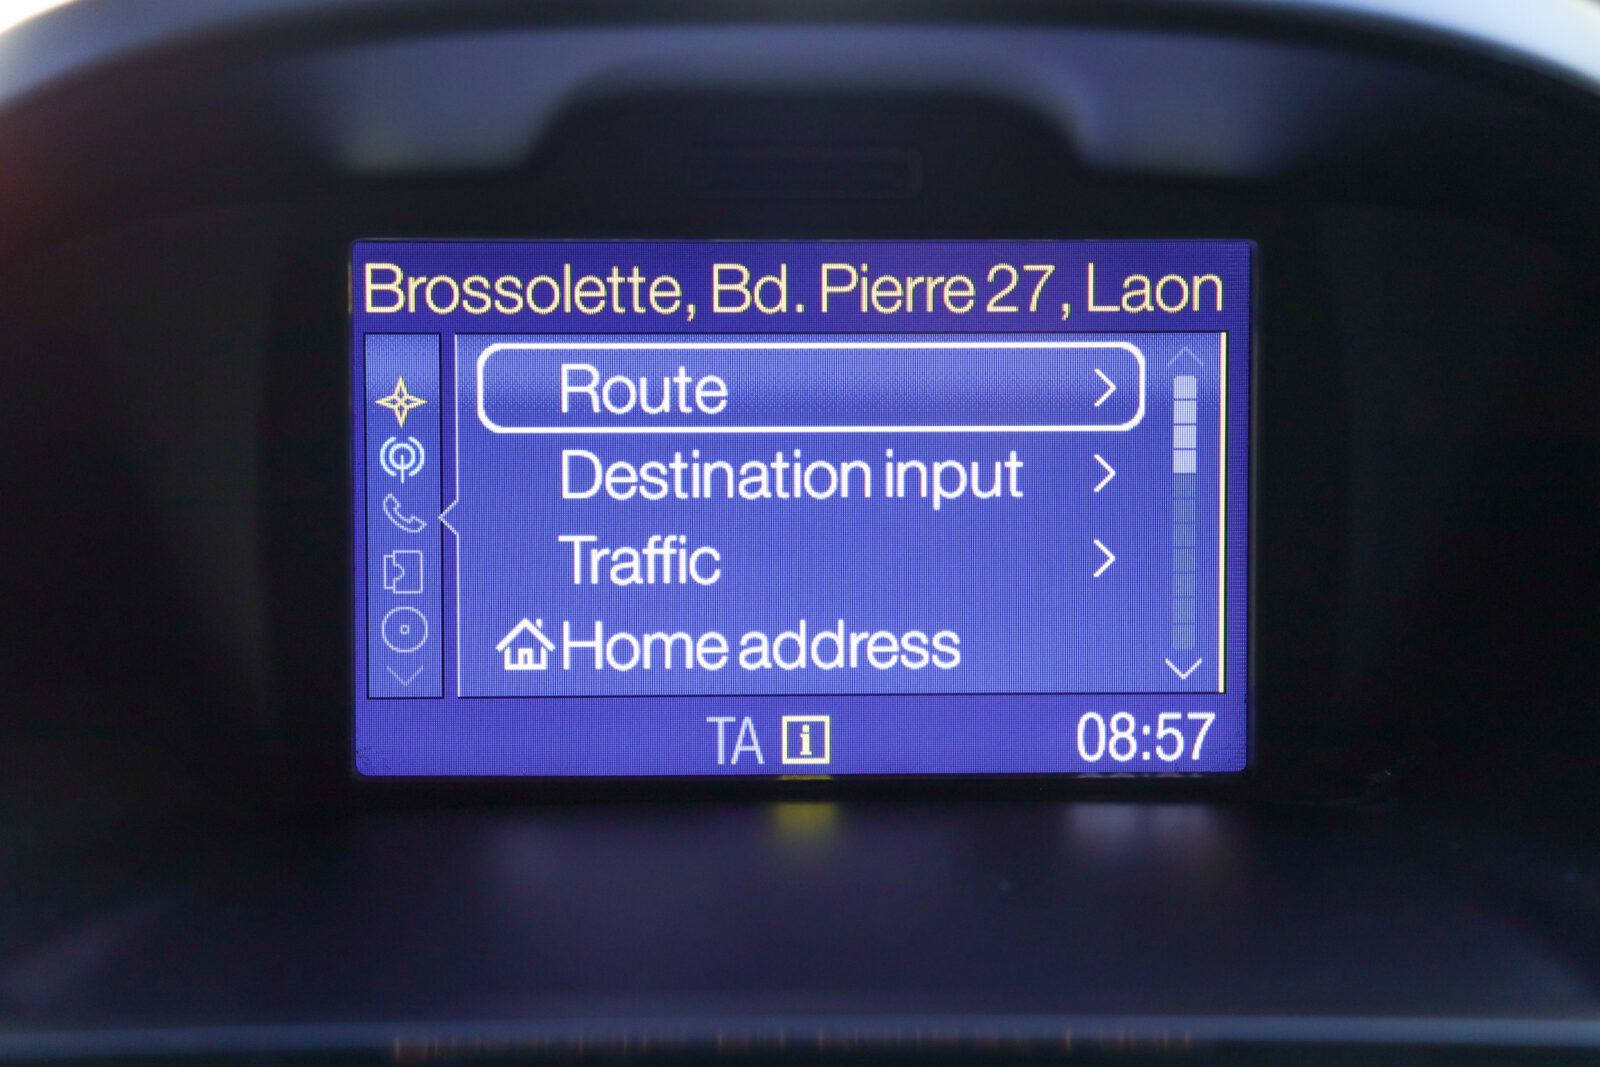 Brossolette, Bd. Pierre 27, Laon
Route
Destination input
Traffic
Home address
TA i 08:57